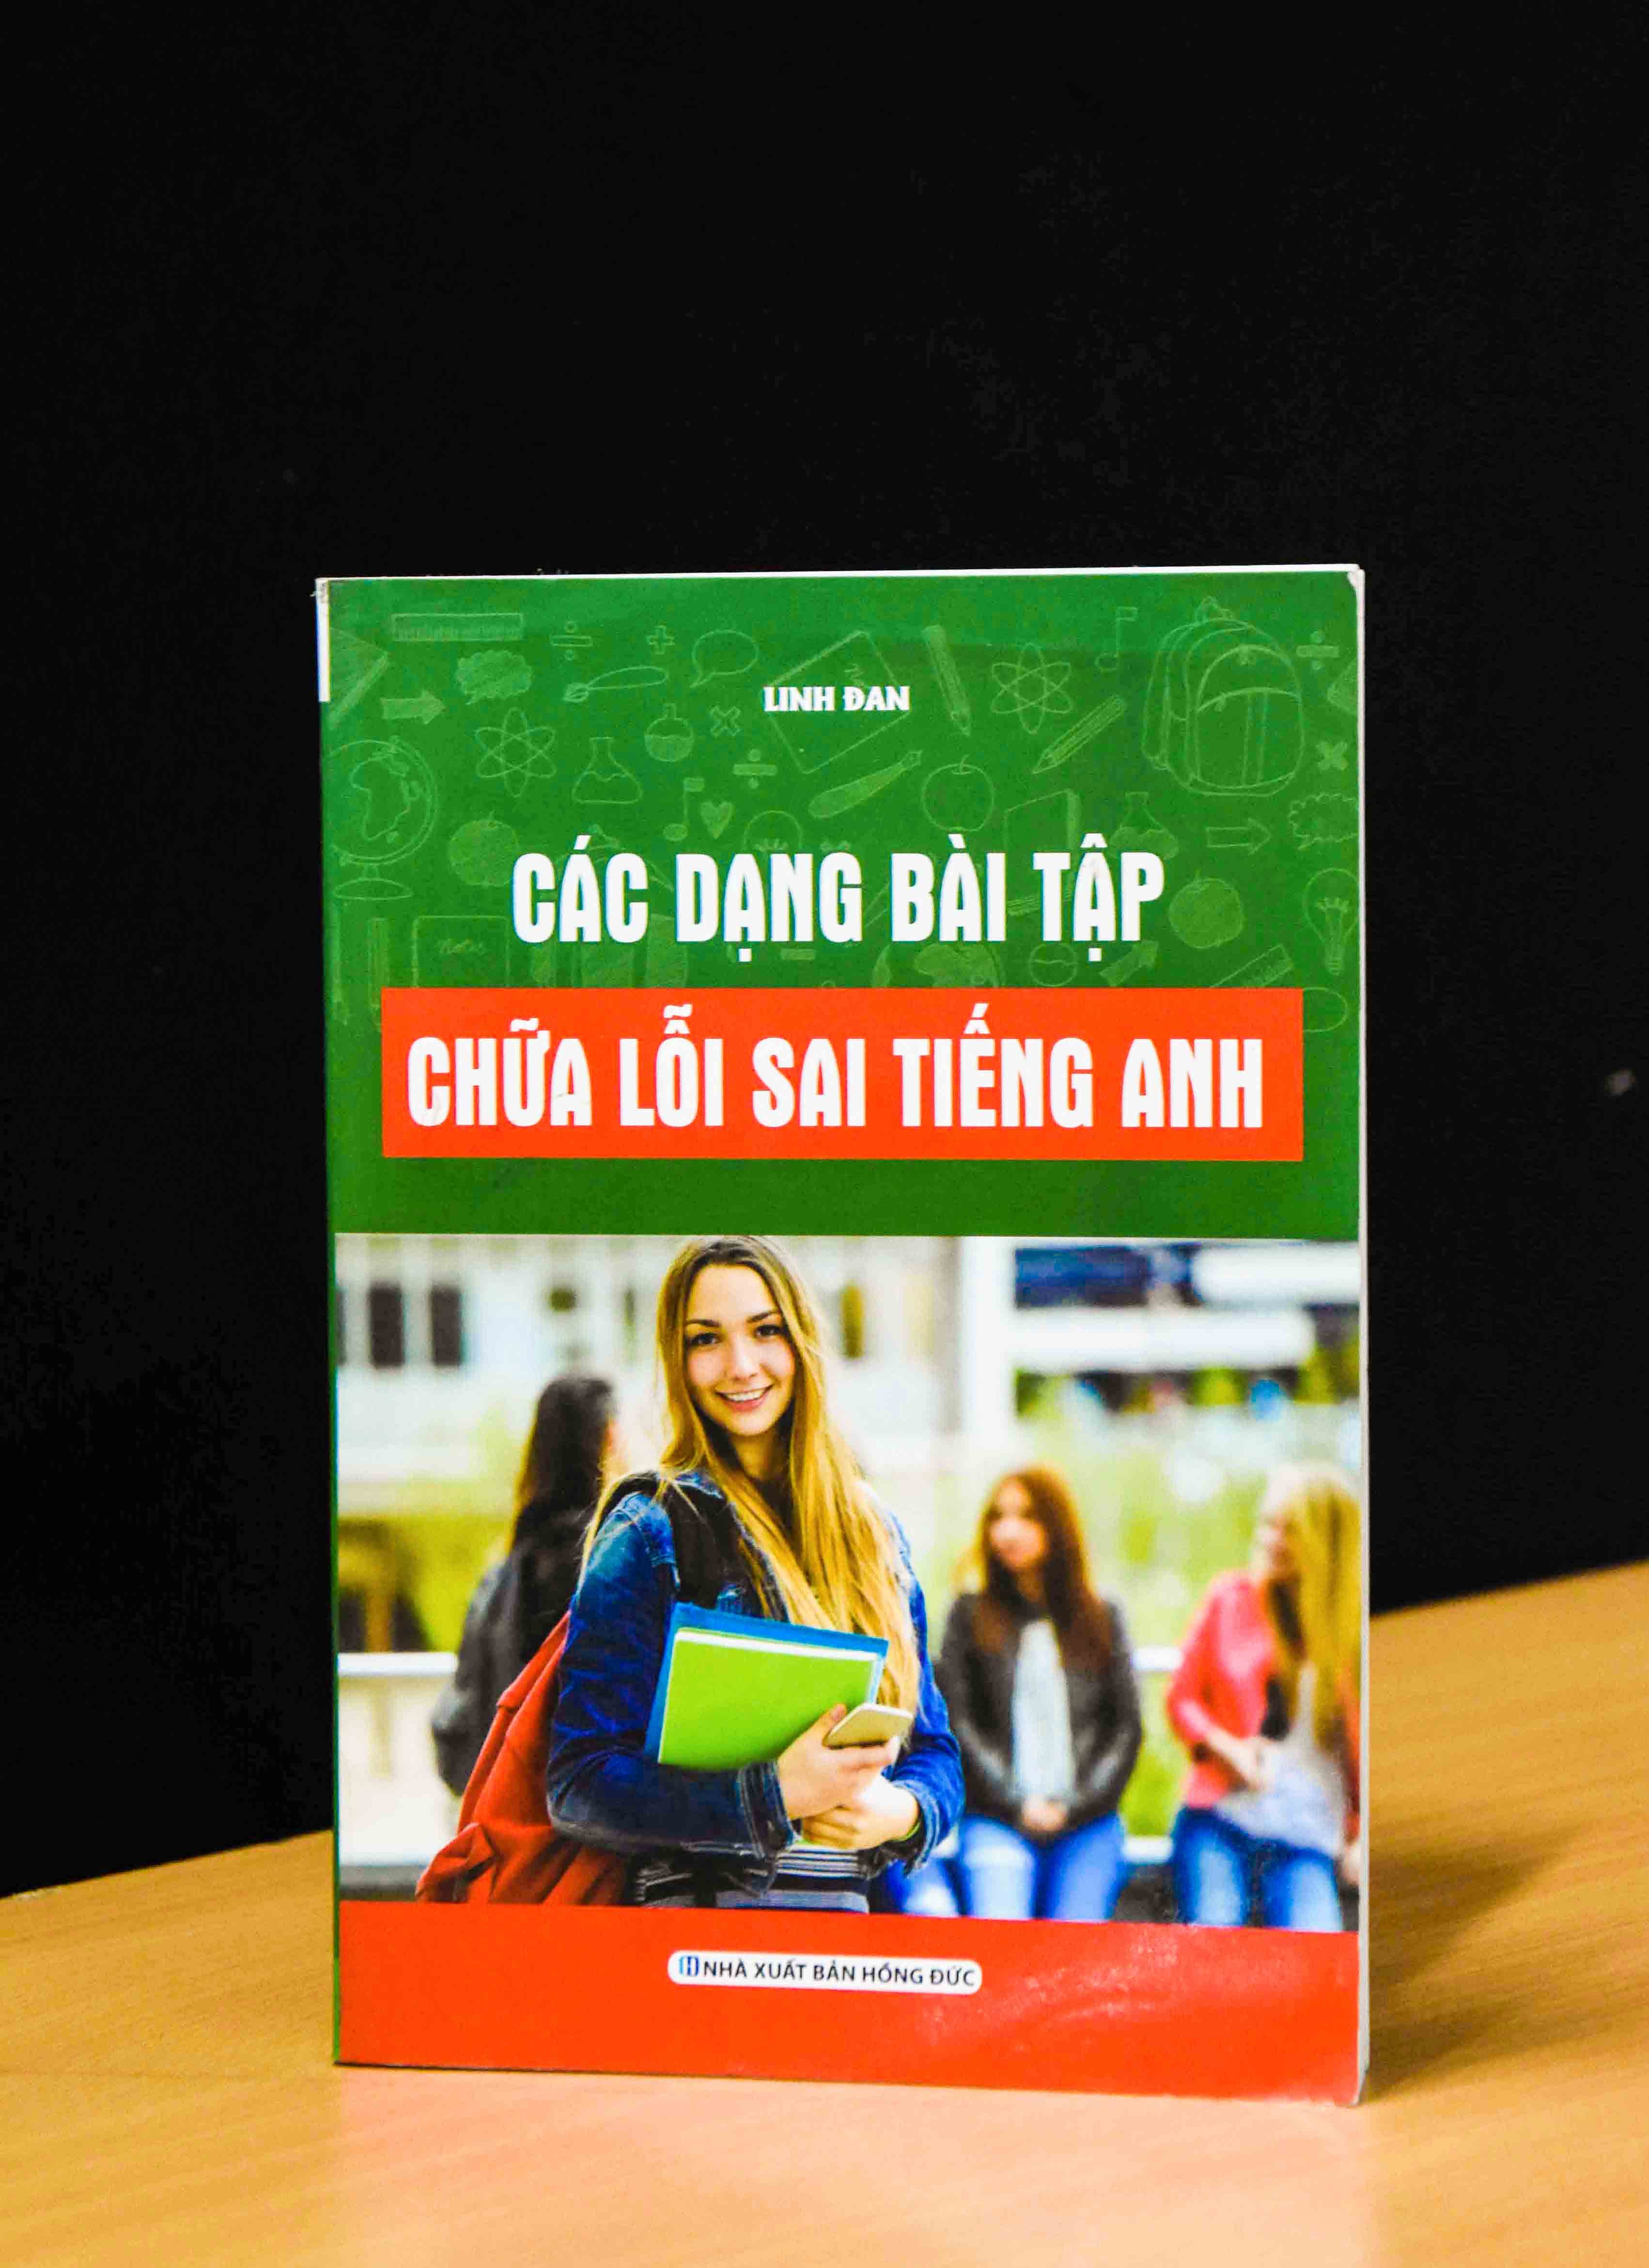 LINH ĐAN
CÁC DẠNG BÀI TẬP
CHỮA LỖI SAI TIẾNG ANH
NHÀ XUẤT BẢN HỒNG ĐỨC